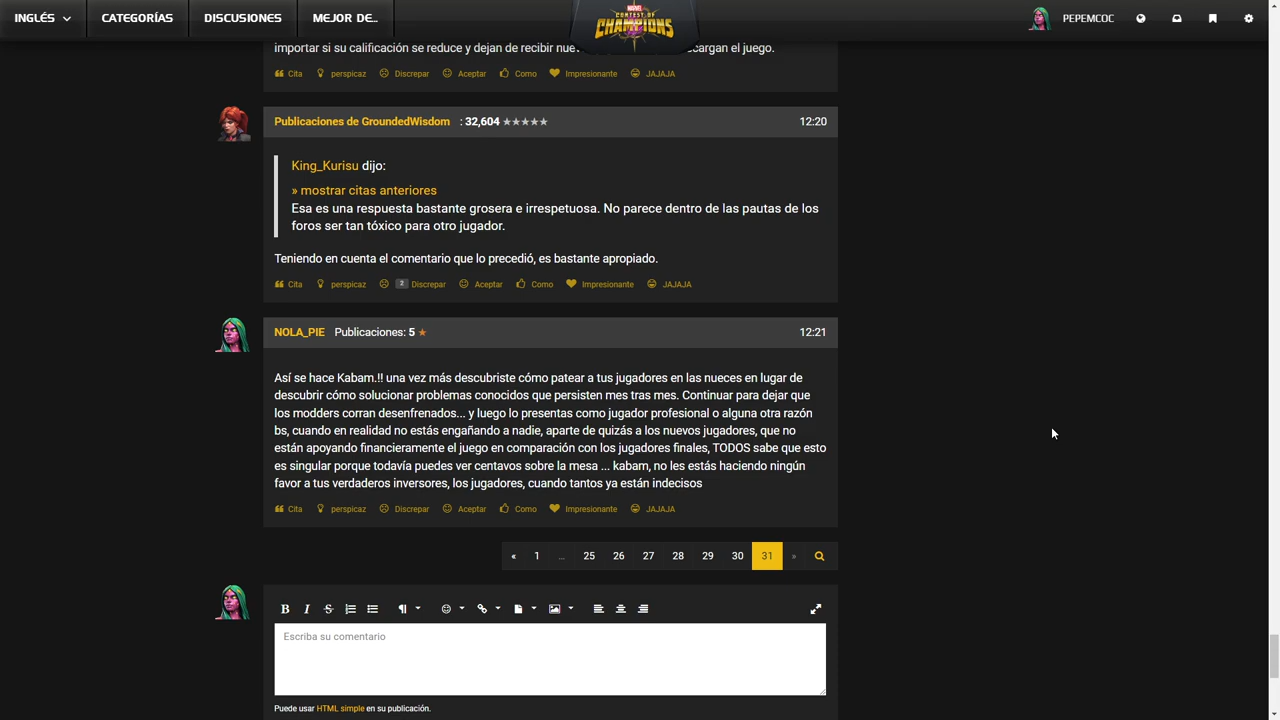 INGLÉS
CATEGORÍAS
DISCUSIONES
MEJOR DE..
MARVEL
CONTEST OF
CHAMPIONS
PEPEMCOC
importar si su calificación se reduce y dejan de recibir nue
cargan el juego.
Cita perspicaz Discrepar Aceptar Como Impresionante JAJAJA
Publicaciones de GroundedWisdom : 32,604 ★★★★★ 12:20
King_Kurisu dijo:
» mostrar citas anteriores
Esa es una respuesta bastante grosera e irrespetuosa. No parece dentro de las pautas de los
foros ser tan tóxico para otro jugador.
Teniendo en cuenta el comentario que lo precedió, es bastante apropiado.
Cita perspicaz 2 Discrepar Aceptar Como Impresionante JAJAJA
NOLA_PIE Publicaciones: 5 ★ 12:21
Así se hace Kabam.!! una vez más descubriste cómo patear a tus jugadores en las nueces en lugar de
descubrir cómo solucionar problemas conocidos que persisten mes tras mes. Continuar para dejar que
los modders corran desenfrenados... y luego lo presentas como jugador profesional o alguna otra razón
bs, cuando en realidad no estás engañando a nadie, aparte de quizás a los nuevos jugadores, que no
están apoyando financieramente el juego en comparación con los jugadores finales, TODOS sabe que esto
es singular porque todavía puedes ver centavos sobre la mesa ... kabam, no les estás haciendo ningún
favor a tus verdaderos inversores, los jugadores, cuando tantos ya están indecisos
Cita perspicaz Discrepar Aceptar Como Impresionante JAJAJA
« 1 ... 25 26 27 28 29 30 31 »
B I S ¶
Escriba su comentario
Puede usar HTML simple en su publicación.